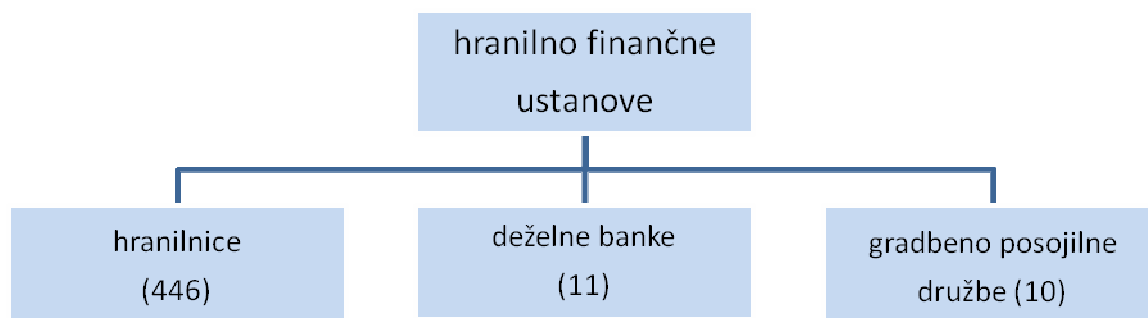 hranilno finančne
ustanove
hranilnice
(446)
deželne banke
(11)
gradbeno posojilne
družbe (10)